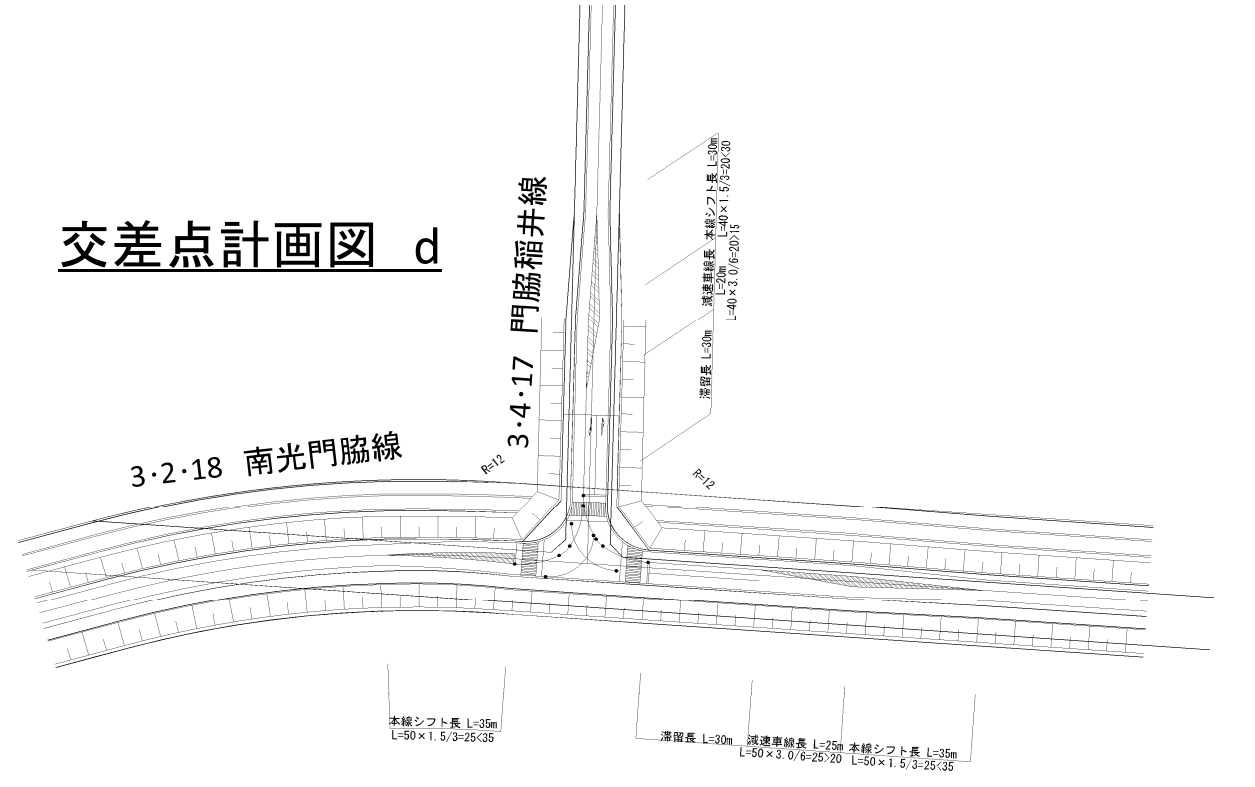 交差点計画図 d
3・4・17 門脇稲井線
3・2・18 南光門脇線
R=12
R=12
本線シフト長 L=30m
L=40×1.5/3=20<30
減速車線長
L=20m
L=40×3.0/6=20>15
滞留長 L=30m
本線シフト長 L=35m
L=50×1.5/3=25<35
滞留長 L=30m
減速車線長 L=25m
L=50×3.0/6=25>20
本線シフト長 L=35m
L=50×1.5/3=25<35